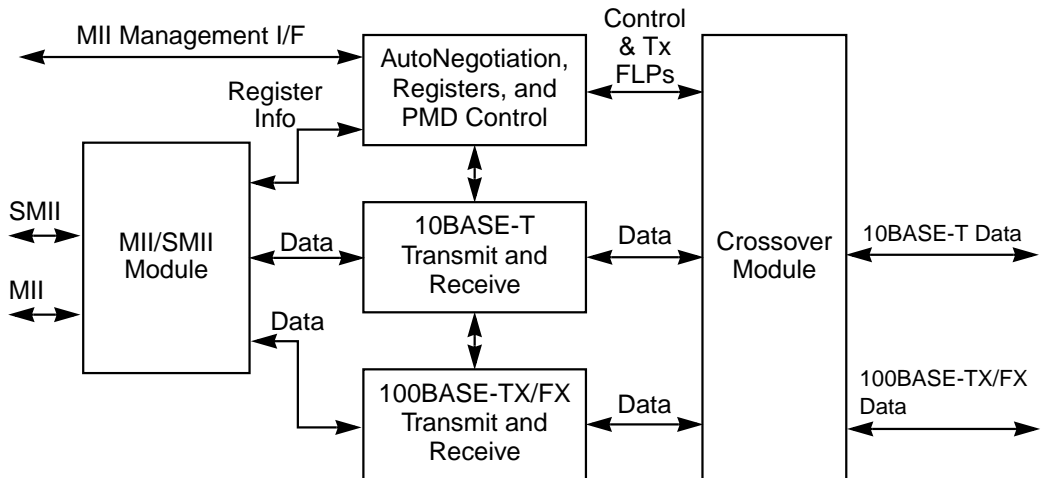 MII Management I/F
Control
& Tx
FLPs
AutoNegotiation,
Registers, and
PMD Control
Register
Info
SMII
MII
MII/SMII
Module
Data
Data
10BASE-T
Transmit and
Receive
Data
Crossover
Module
10BASE-T Data
100BASE-TX/FX
Transmit and
Receive
Data
100BASE-TX/FX
Data